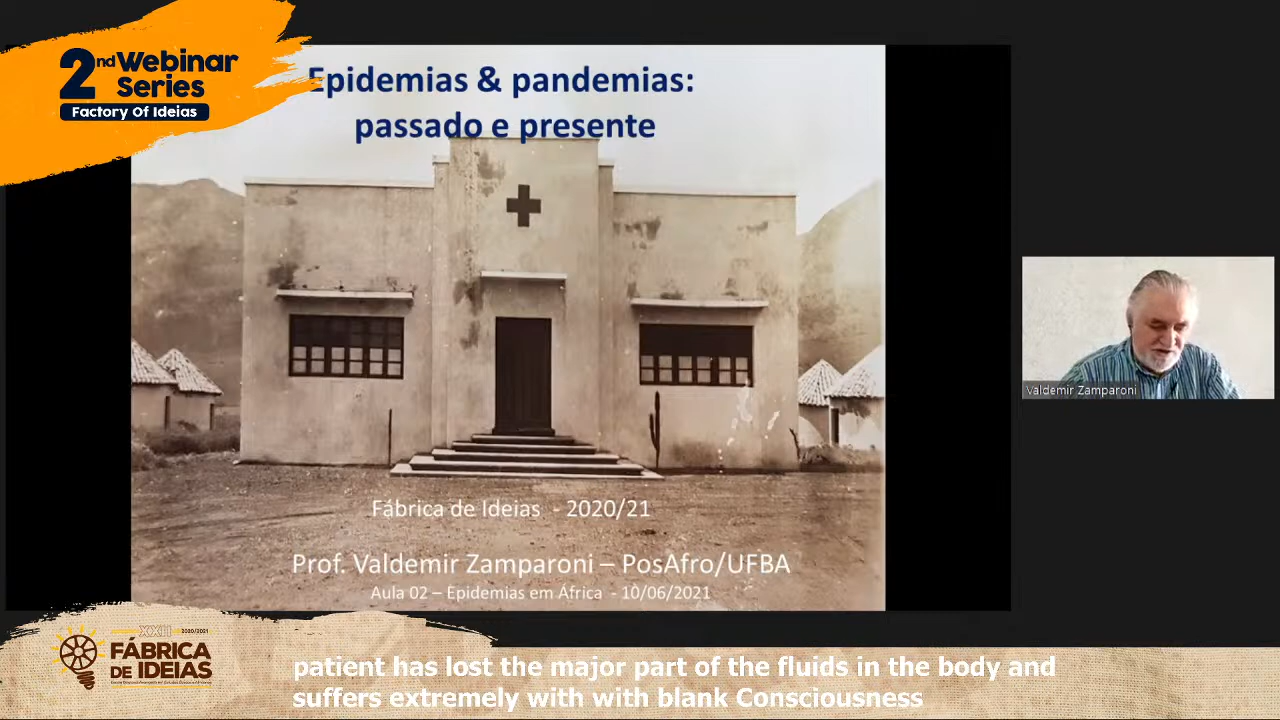 2nd Webinar
Series
Factory Of Ideias
Epidemias & pandemias:
passado e presente
Fábrica de Ideias - 2020/21
Prof. Valdemir Zamparoni – PosAfro/UFBA
Aula 02 – Epidemias em África - 10/06/2021
Valdemir Zamparoni
XXII 2020/2021
FÁBRICA
DE IDEIAS
patient has lost the major part of the fluids in the body and
suffers extremely with with blank Consciousness